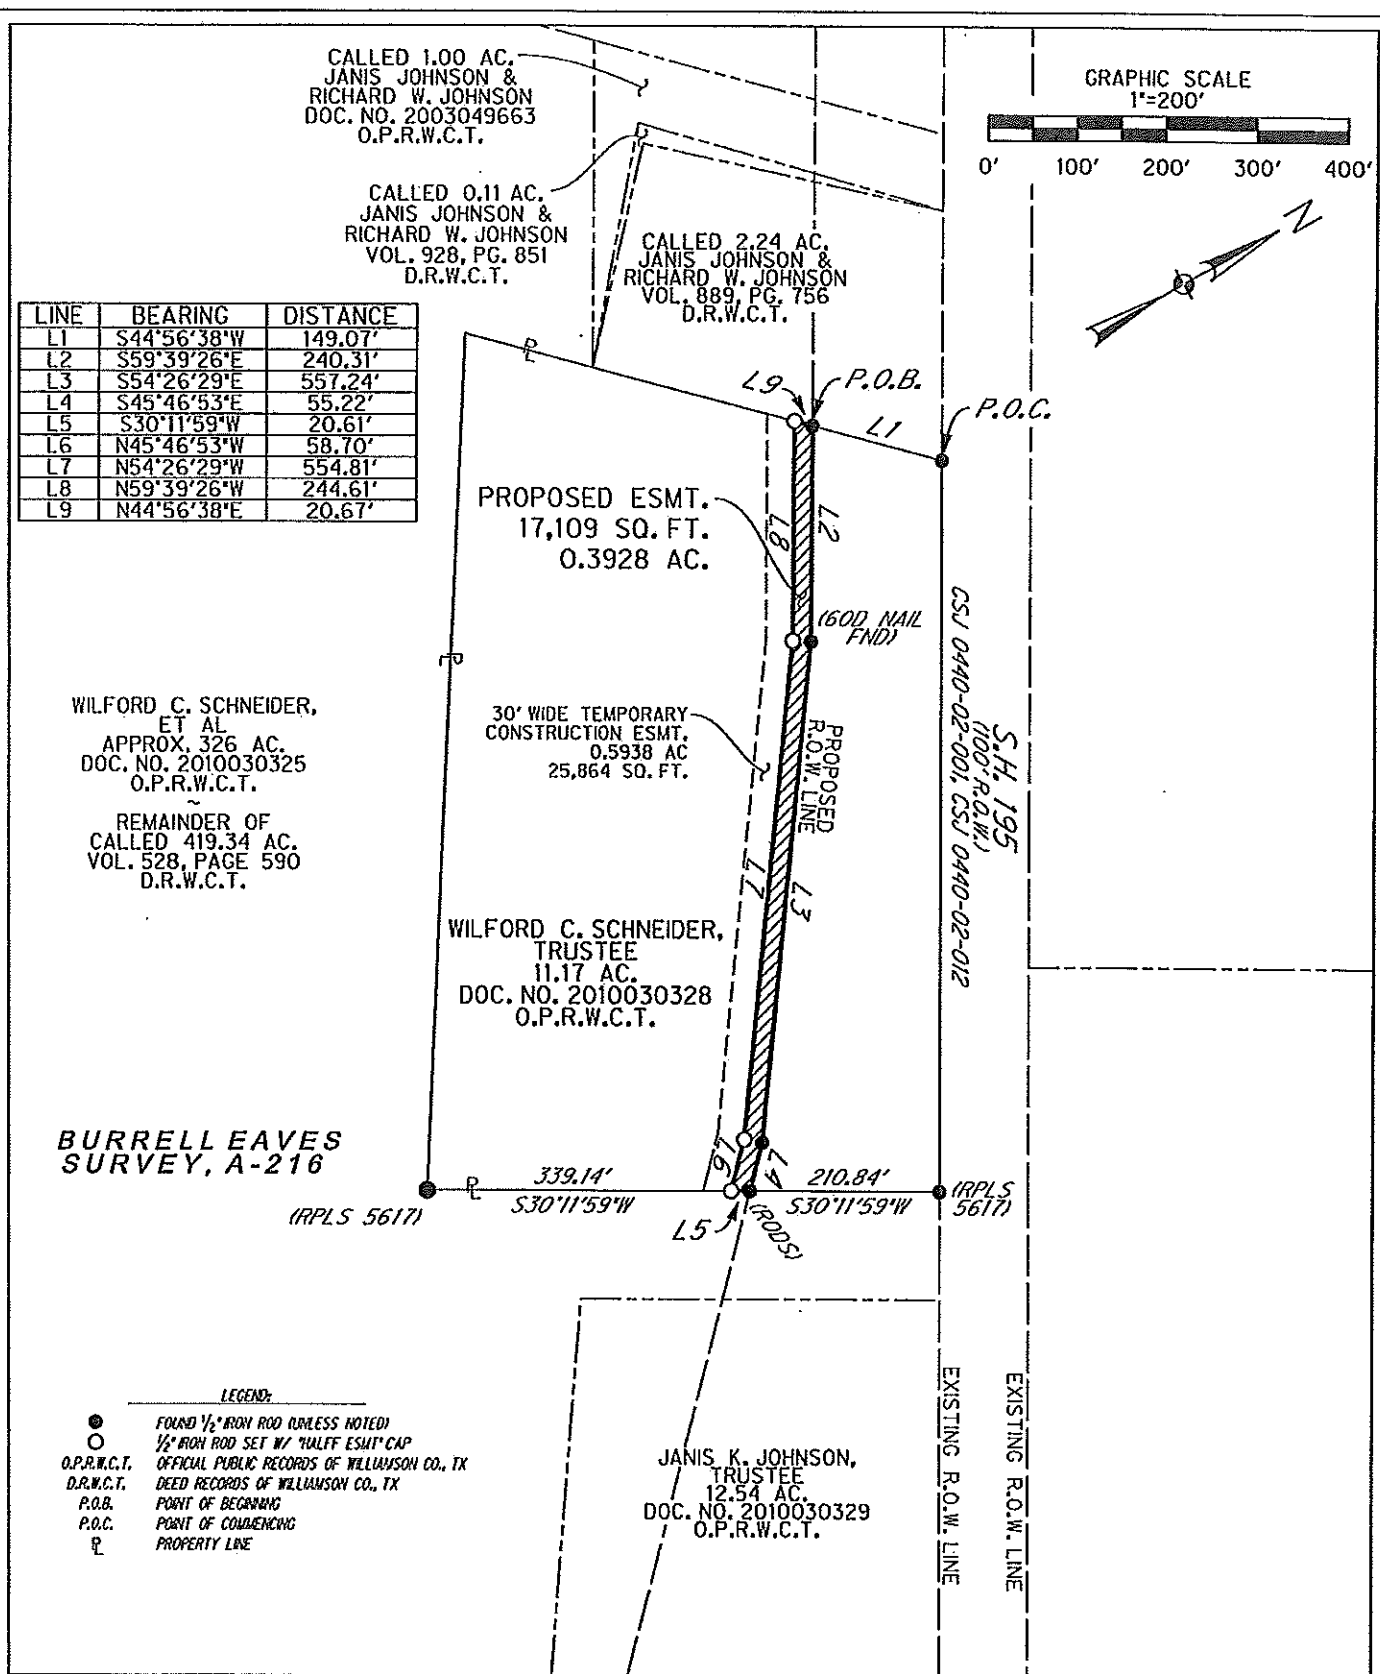 CALLED 1.00 AC.
JANIS JOHNSON &
RICHARD W. JOHNSON
DOC. NO. 2003049663
O.P.R.W.C.T.
GRAPHIC SCALE
1"=200'
0' 100' 200' 300' 400'
N
CALLED 0.11 AC.
JANIS JOHNSON &
RICHARD W. JOHNSON
VOL. 928, PG. 851
D.R.W.C.T.
CALLED 2.24 AC.
JANIS JOHNSON &
RICHARD W. JOHNSON
VOL. 889, PG. 756
D.R.W.C.T.
LINE BEARING DISTANCE
L1 S44°56'38"W 149.07'
L2 S59°39'26"E 240.31'
L3 S54°26'29"E 557.24'
L4 S45°46'53"E 55.22'
L5 S30°11'59"W 20.61'
L6 N45°46'53"W 58.70'
L7 N54°26'29"W 554.81'
L8 N59°39'26"W 244.61'
L9 N44°56'38"E 20.67'
P
L
L9
P.O.B.
L1
P.O.C.
PROPOSED ESMT.
17,109 SQ. FT.
0.3928 AC.
L8
L2
(60D NAIL
FND)
CSJ 0440-02-001, CSJ 0440-02-012
S.H. 195
(100' R.O.W.)
P
L
WILFORD C. SCHNEIDER,
ET AL
APPROX. 326 AC.
DOC. NO. 2010030325
O.P.R.W.C.T.
~
REMAINDER OF
CALLED 419.34 AC.
VOL. 528, PAGE 590
D.R.W.C.T.
30' WIDE TEMPORARY
CONSTRUCTION ESMT.
0.5938 AC
25,864 SQ. FT.
PROPOSED
R.O.W. LINE
L7
L3
WILFORD C. SCHNEIDER,
TRUSTEE
11.17 AC.
DOC. NO. 2010030328
O.P.R.W.C.T.
BURRELL EAVES
SURVEY, A-216
L6
L4
P
L
339.14'
S30°11'59"W
210.84'
S30°11'59"W
(RPLS 5617)
(RPLS
5617)
L5
(RODS)
EXISTING R.O.W. LINE
EXISTING R.O.W. LINE
JANIS K. JOHNSON,
TRUSTEE
12.54 AC.
DOC. NO. 2010030329
O.P.R.W.C.T.
LEGEND:
FOUND 1/2" IRON ROD (UNLESS NOTED)
1/2" IRON ROD SET W/ "HALFF ESMT" CAP
O.P.R.W.C.T. OFFICIAL PUBLIC RECORDS OF WILLIAMSON CO., TX
D.R.W.C.T. DEED RECORDS OF WILLIAMSON CO., TX
P.O.B. POINT OF BEGINNING
P.O.C. POINT OF COMMENCING
PL PROPERTY LINE